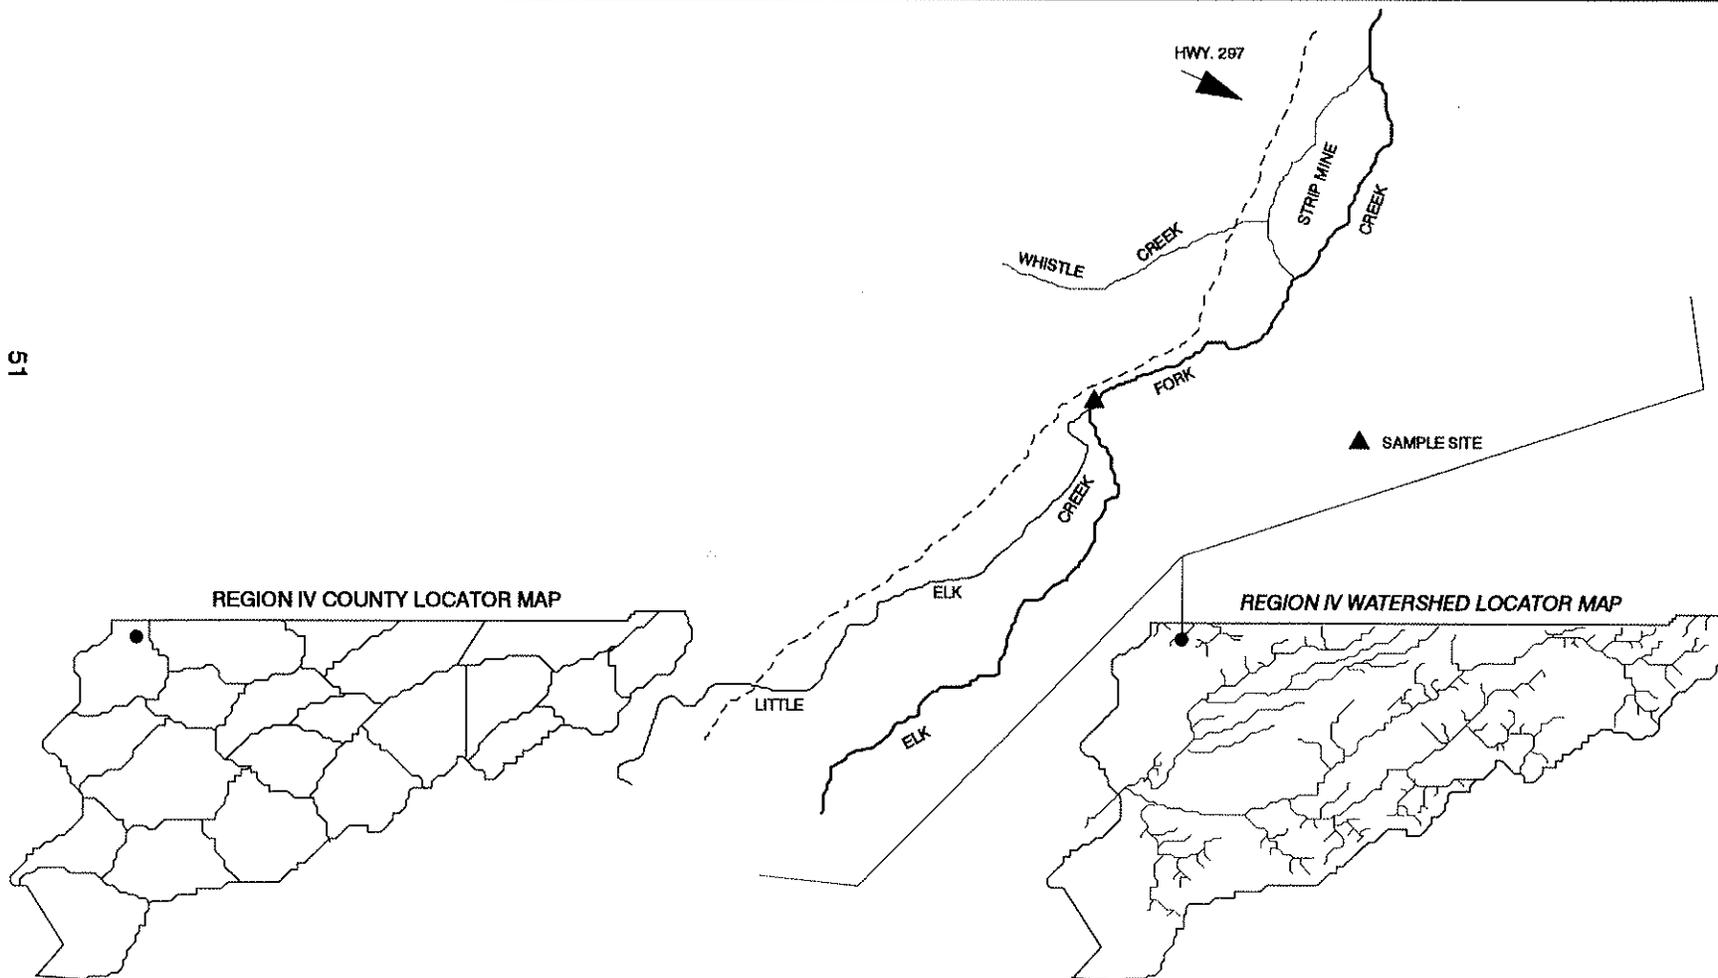 HWY. 297
STRIP MINE
CREEK
WHISTLE CREEK
51
FORK
SAMPLE SITE
CREEK
ELK
REGION IV COUNTY LOCATOR MAP
REGION IV WATERSHED LOCATOR MAP
LITTLE
ELK